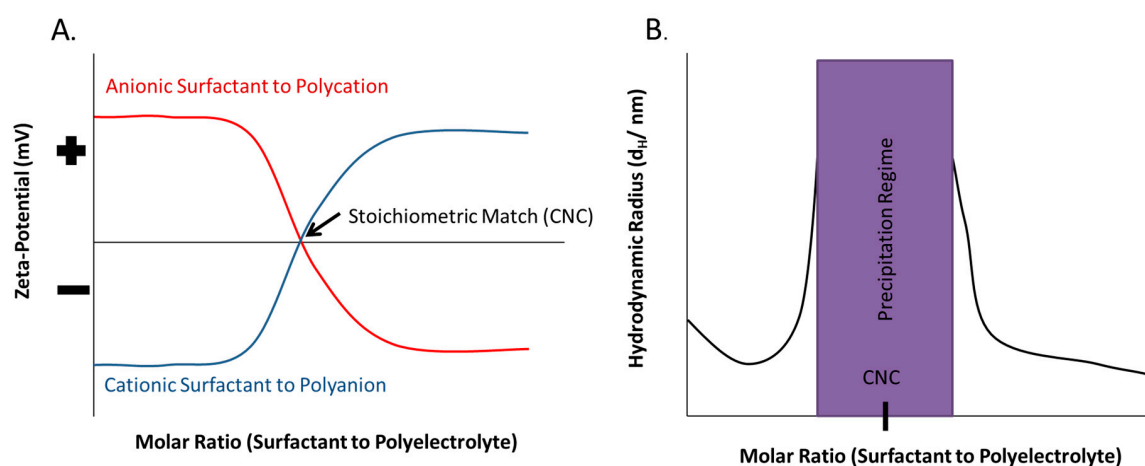 A.
Anionic Surfactant to Polycation
Zeta-Potential (mV)
+
Stoichiometric Match (CNC)
−
Cationic Surfactant to Polyanion
Molar Ratio (Surfactant to Polyelectrolyte)
B.
Hydrodynamic Radius (dH/ nm)
Precipitation Regime
CNC
Molar Ratio (Surfactant to Polyelectrolyte)